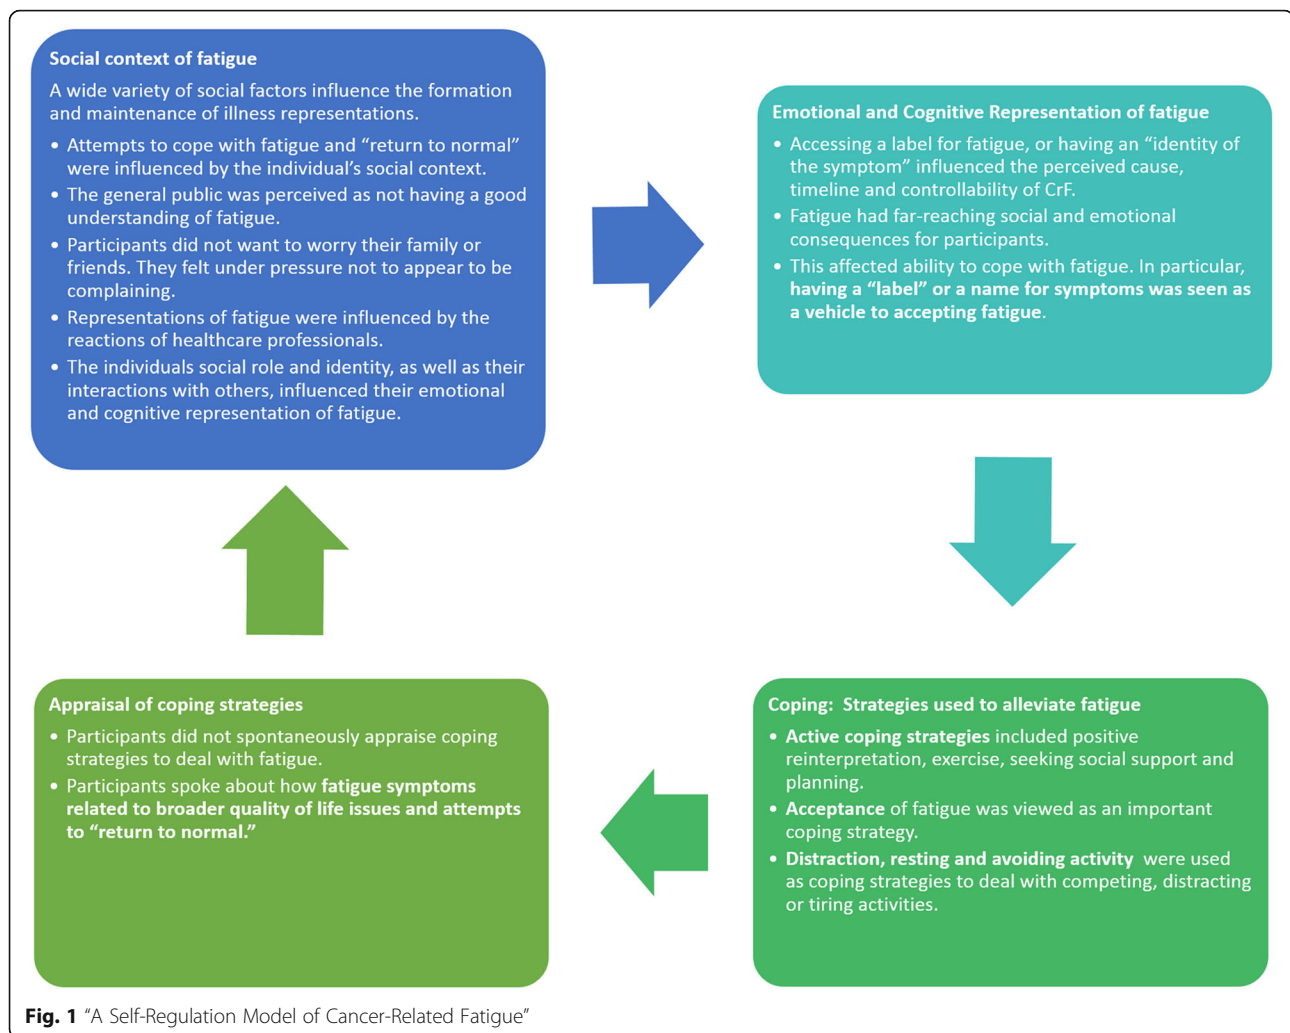 Social context of fatigue
A wide variety of social factors influence the formation
and maintenance of illness representations.
• Attempts to cope with fatigue and “return to normal”
were influenced by the individual’s social context.
• The general public was perceived as not having a good
understanding of fatigue.
• Participants did not want to worry their family or
friends. They felt under pressure not to appear to be
complaining.
• Representations of fatigue were influenced by the
reactions of healthcare professionals.
• The individuals social role and identity, as well as their
interactions with others, influenced their emotional
and cognitive representation of fatigue.
Emotional and Cognitive Representation of fatigue
• Accessing a label for fatigue, or having an “identity of
the symptom” influenced the perceived cause,
timeline and controllability of CrF.
• Fatigue had far-reaching social and emotional
consequences for participants.
• This affected ability to cope with fatigue. In particular,
having a “label” or a name for symptoms was seen as
a vehicle to accepting fatigue.
Coping:  Strategies used to alleviate fatigue
• Active coping strategies included positive
reinterpretation, exercise, seeking social support and
planning.
• Acceptance of fatigue was viewed as an important
coping strategy.
• Distraction, resting and avoiding activity  were used
as coping strategies to deal with competing, distracting
or tiring activities.
Appraisal of coping strategies
• Participants did not spontaneously appraise coping
strategies to deal with fatigue.
• Participants spoke about how fatigue symptoms
related to broader quality of life issues and attempts
to “return to normal.”
Fig. 1 “A Self-Regulation Model of Cancer-Related Fatigue”